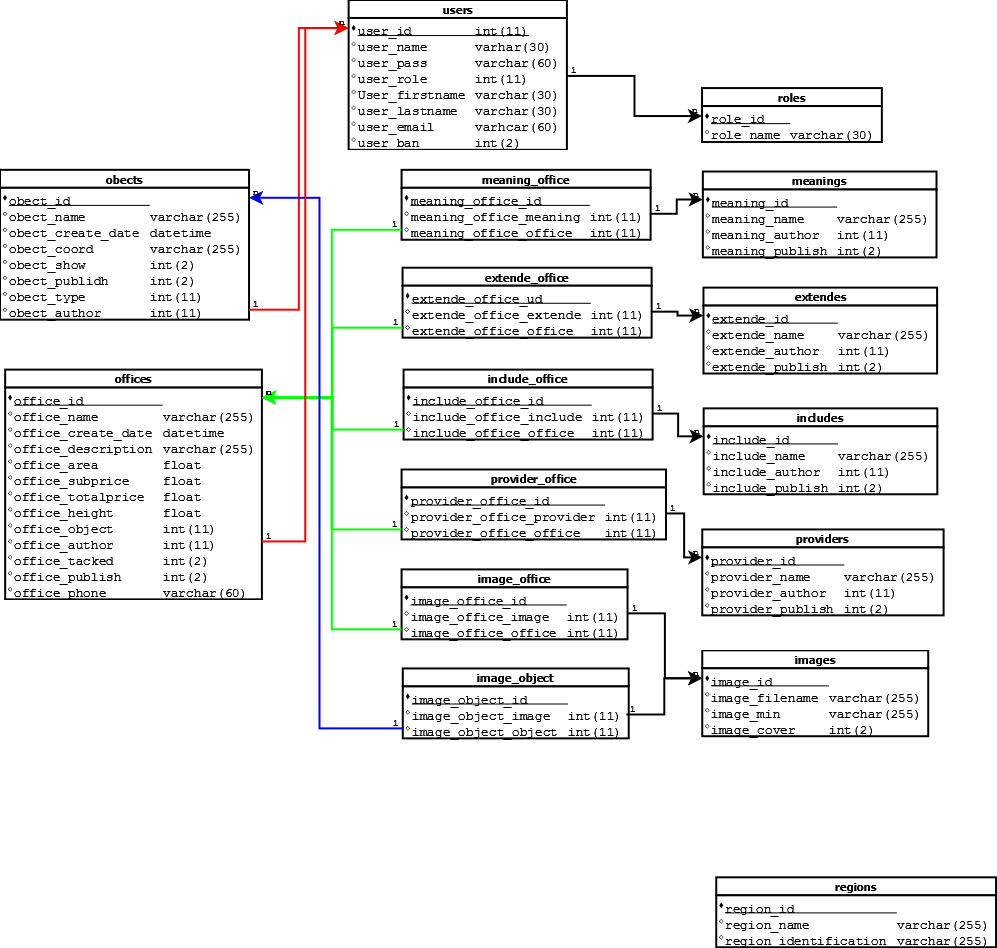 users
user_id int(11)
user_name varhar(30)
user_pass varchar(60)
user_role int(11)
User_firstname varchar(30)
user_lastname varchar(30)
user_email varhcar(60)
user_ban int(2)
1
roles
role_id
role_name varchar(30)
obects
obect_id
obect_name varchar(255)
obect_create_date datetime
obect_coord varchar(255)
obect_show int(2)
obect_publidh int(2)
obect_type int(11)
obect_author int(11)
1
meaning_office
meaning_office_id
meaning_office_meaning int(11)
meaning_office_office int(11)
1
1
meanings
meaning_id
meaning_name varchar(255)
meaning_author int(11)
meaning_publish int(2)
extende_office
extende_office_ud
extende_office_extende int(11)
extende_office_office int(11)
1
1
extendes
extende_id
extende_name varchar(255)
extende_author int(11)
extende_publish int(2)
offices
office_id
office_name varchar(255)
office_create_date datetime
office_description varchar(255)
office_area float
office_subprice float
office_totalprice float
office_height float
office_object int(11)
office_author int(11)
office_tacked int(2)
office_publish int(2)
office_phone varchar(60)
1
include_office
include_office_id
include_office_include int(11)
include_office_office int(11)
1
1
includes
include_id
include_name varchar(255)
include_author int(11)
include_publish int(2)
provider_office
provider_office_id
provider_office_provider int(11)
provider_office_office int(11)
1
1
providers
provider_id
provider_name varchar(255)
provider_author int(11)
provider_publish int(2)
image_office
image_office_id
image_office_image int(11)
image_office_office int(11)
1
1
image_object
image_object_id
image_object_image int(11)
image_object_object int(11)
1
1
images
image_id
image_filename varchar(255)
image_min varchar(255)
image_cover int(2)
regions
region_id
region_name varchar(255)
region_identification varchar(255)